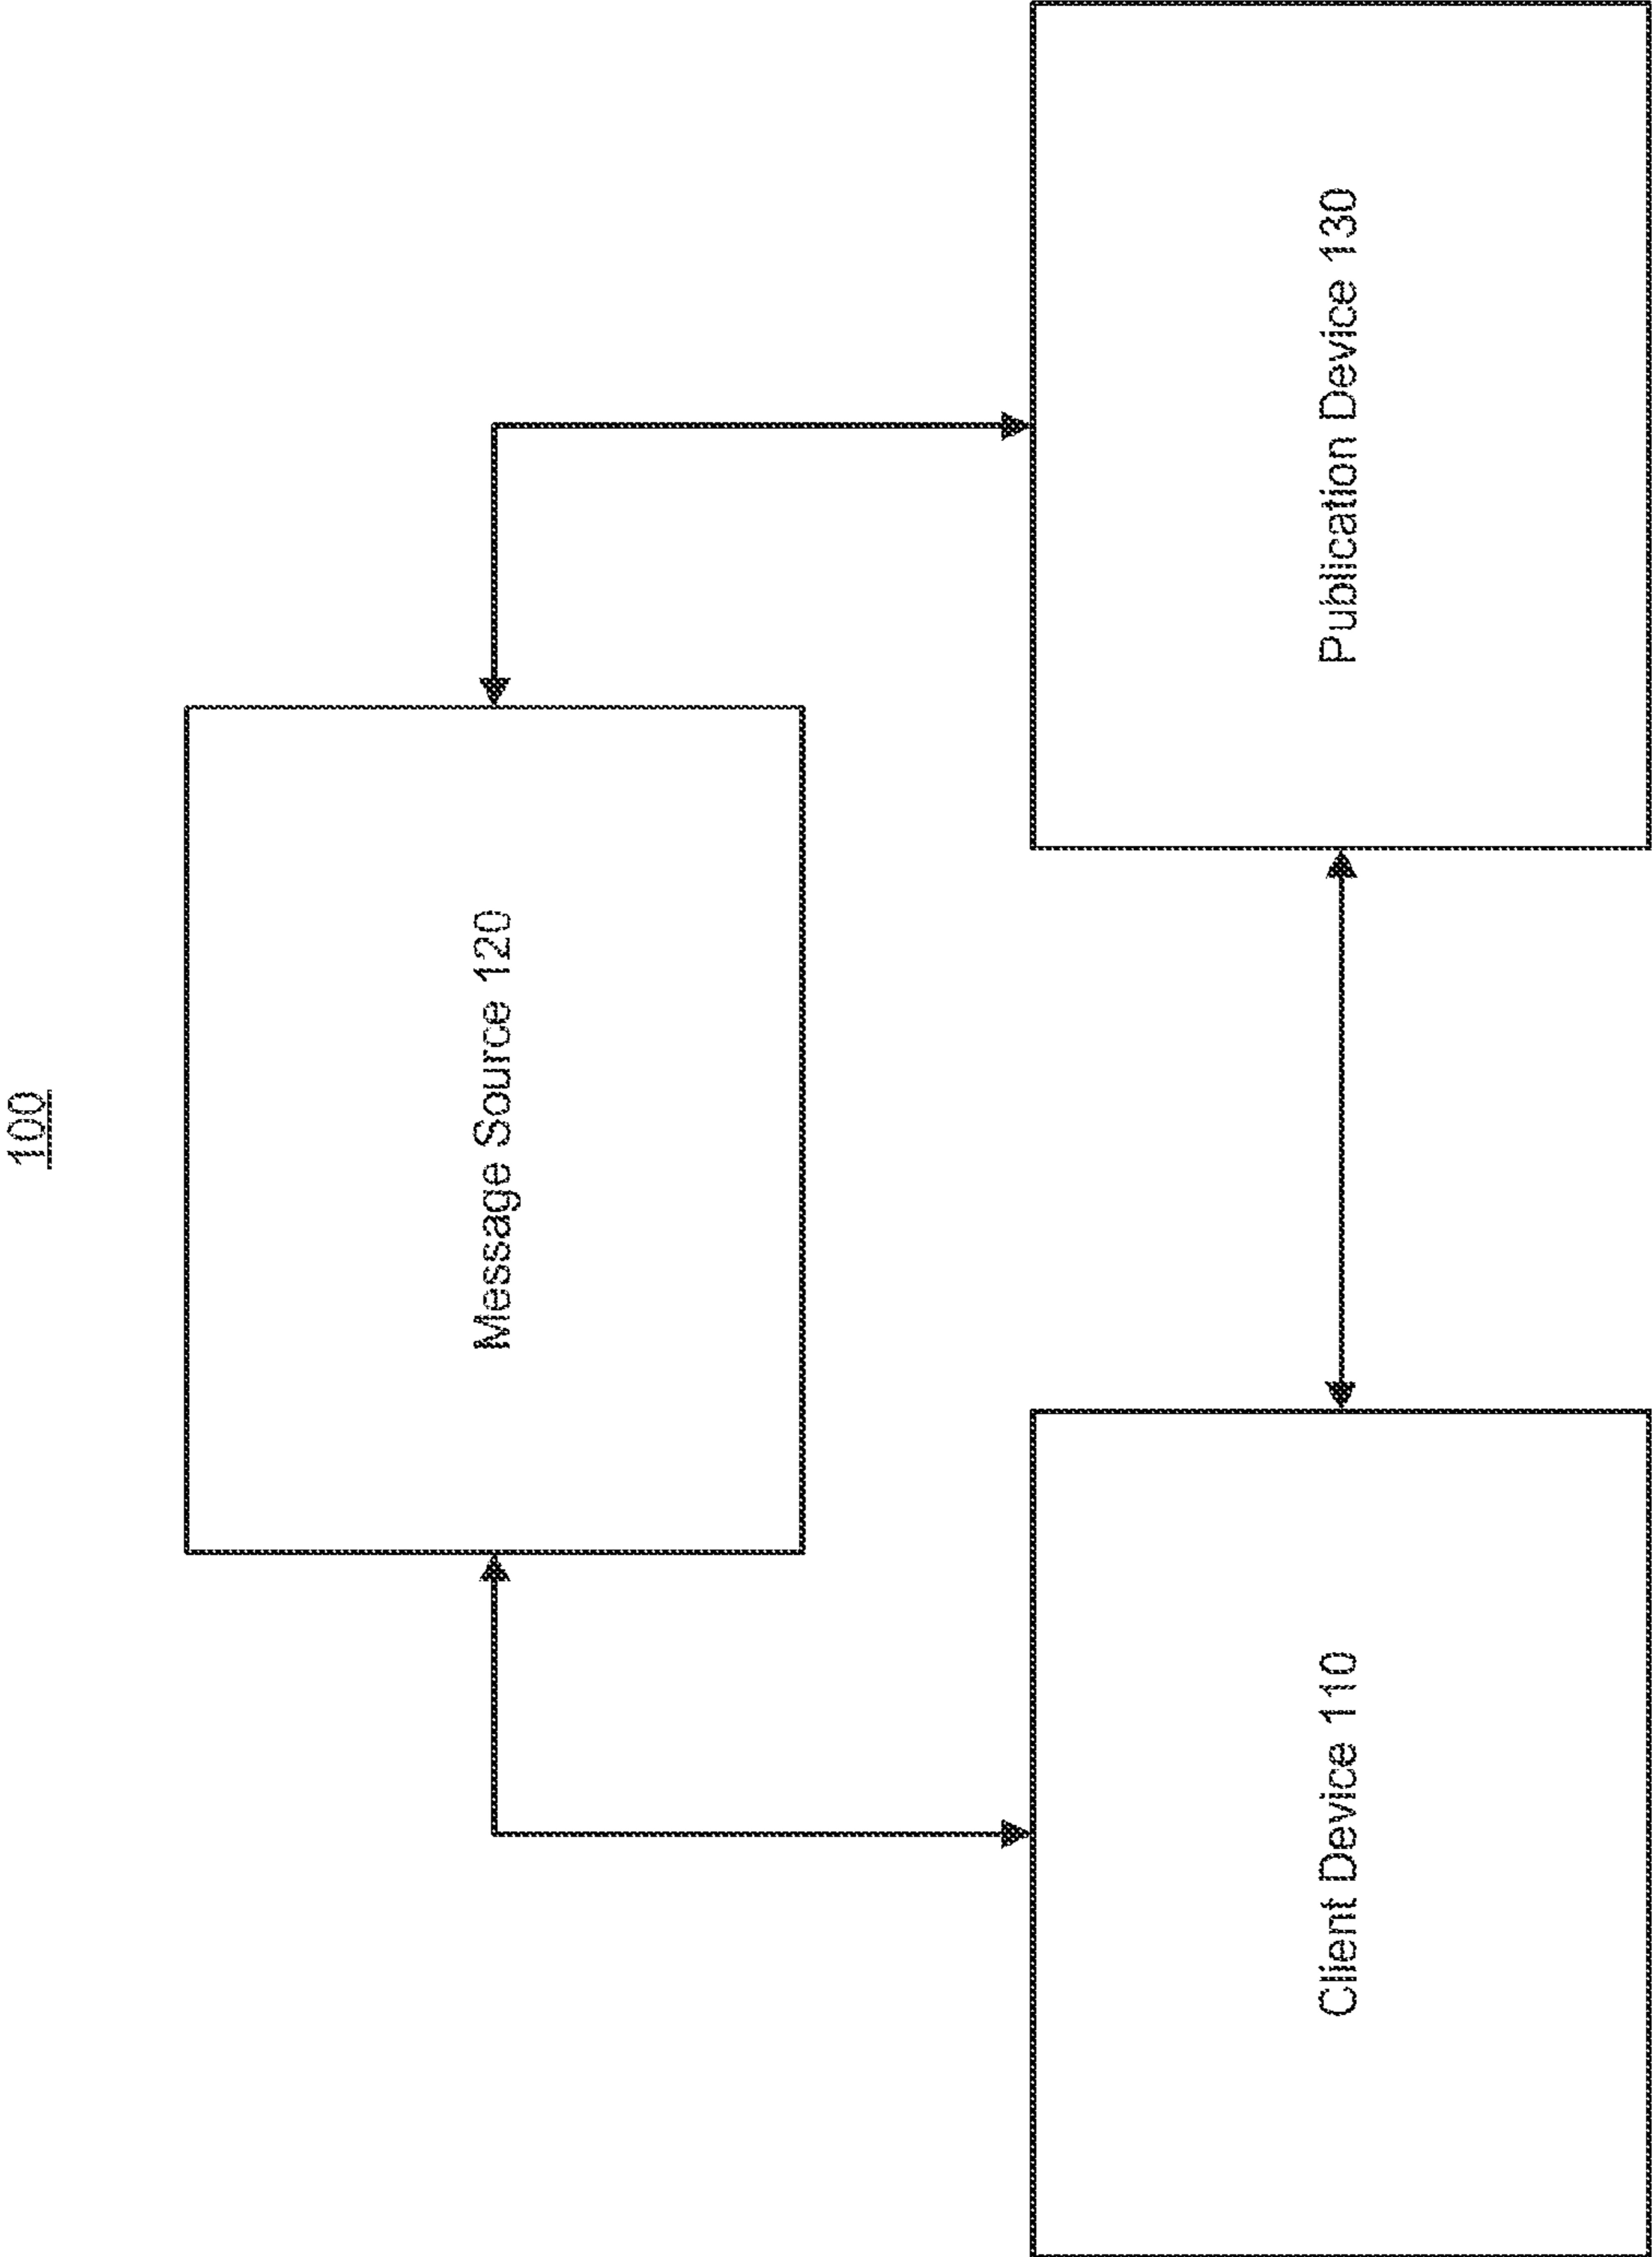 100
Message Source 120
Client Device 110
Publication Device 130